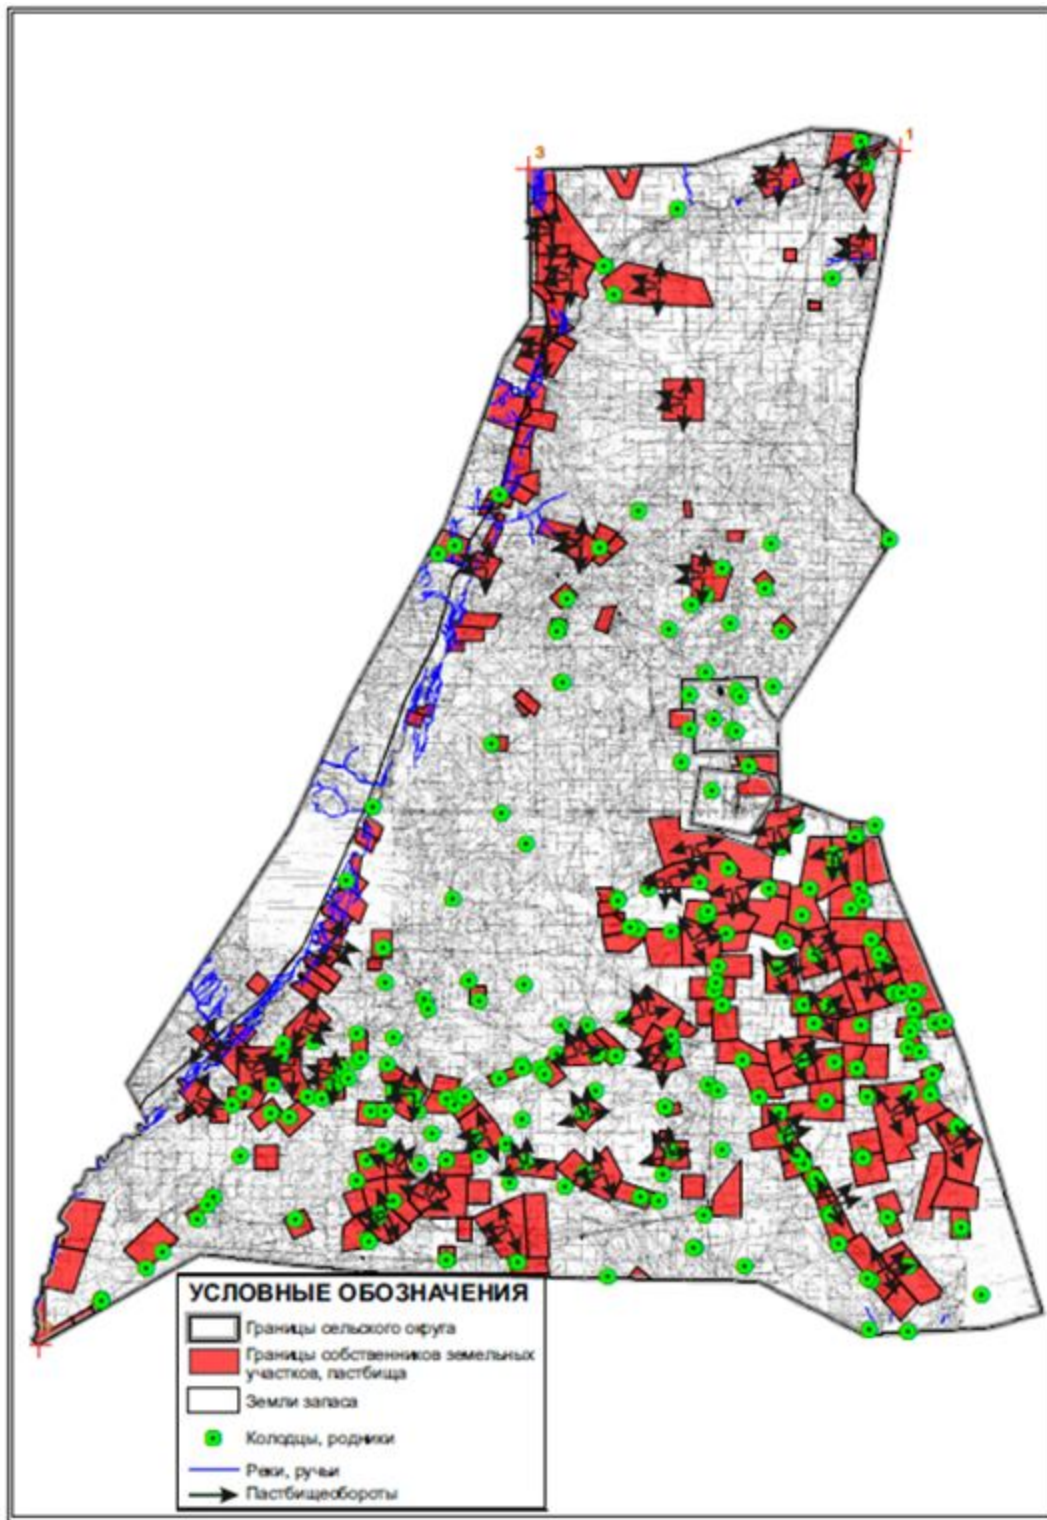 3
1
УСЛОВНЫЕ ОБОЗНАЧЕНИЯ
Границы сельского округа
Границы собственников земельных
участков, пастбища
Земли запаса
Колодцы, родники
Реки, ручьи
Пастбищеобороты